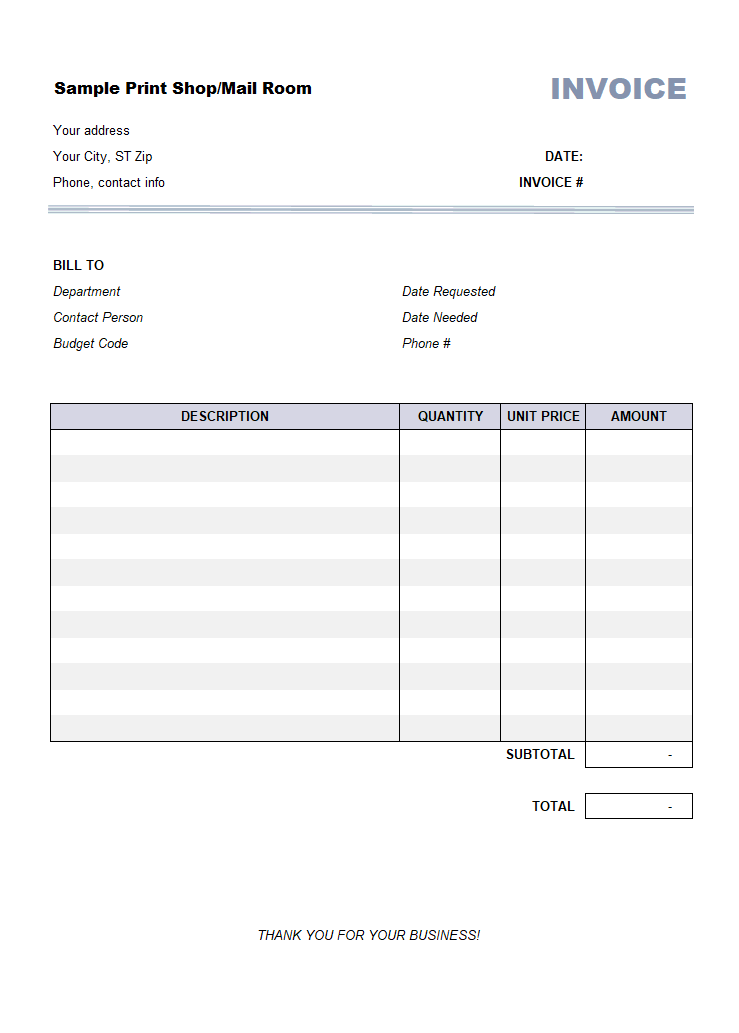 Sample Print Shop/Mail Room INVOICE
Your address
Your City, ST Zip DATE:
Phone, contact info INVOICE #
BILL TO
Department Date Requested
Contact Person Date Needed
Budget Code Phone #
DESCRIPTION QUANTITY UNIT PRICE AMOUNT
SUBTOTAL -
TOTAL -
THANK YOU FOR YOUR BUSINESS!